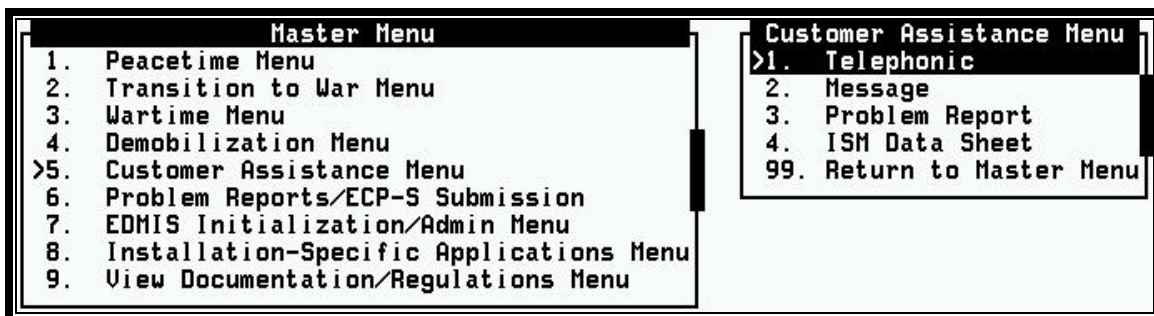 Master Menu
1. Peacetime Menu
2. Transition to War Menu
3. Wartime Menu
4. Demobilization Menu
>5. Customer Assistance Menu
6. Problem Reports/ECP-S Submission
7. EDMIS Initialization/Admin Menu
8. Installation-Specific Applications Menu
9. View Documentation/Regulations Menu
Customer Assistance Menu
>1. Telephonic
2. Message
3. Problem Report
4. ISM Data Sheet
99. Return to Master Menu